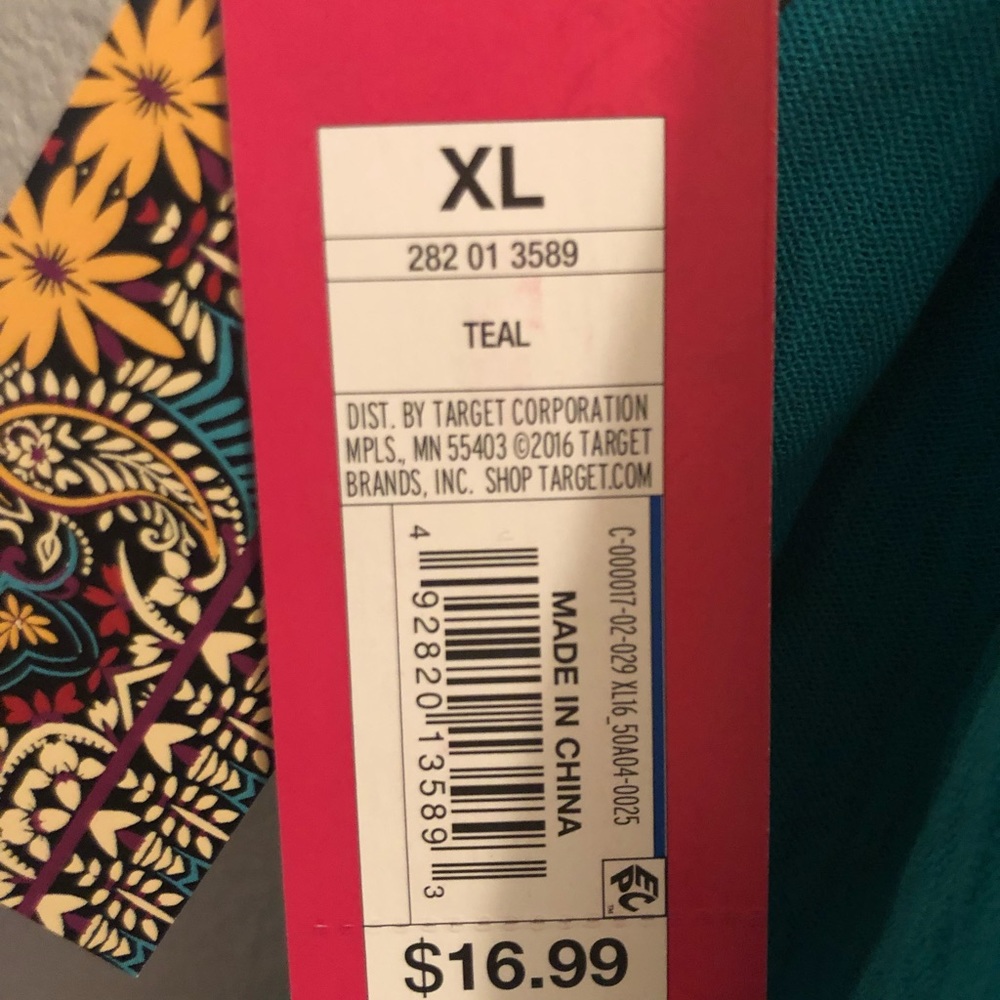 XL
282 01 3589
TEAL
DIST. BY TARGET CORPORATION
MPLS., MN 55403 ©2016 TARGET
BRANDS, INC. SHOP TARGET.COM
C-000017-02-029 XL16_50A04-0025
MADE IN CHINA
4 92820 13589 3
EPC™
$16.99